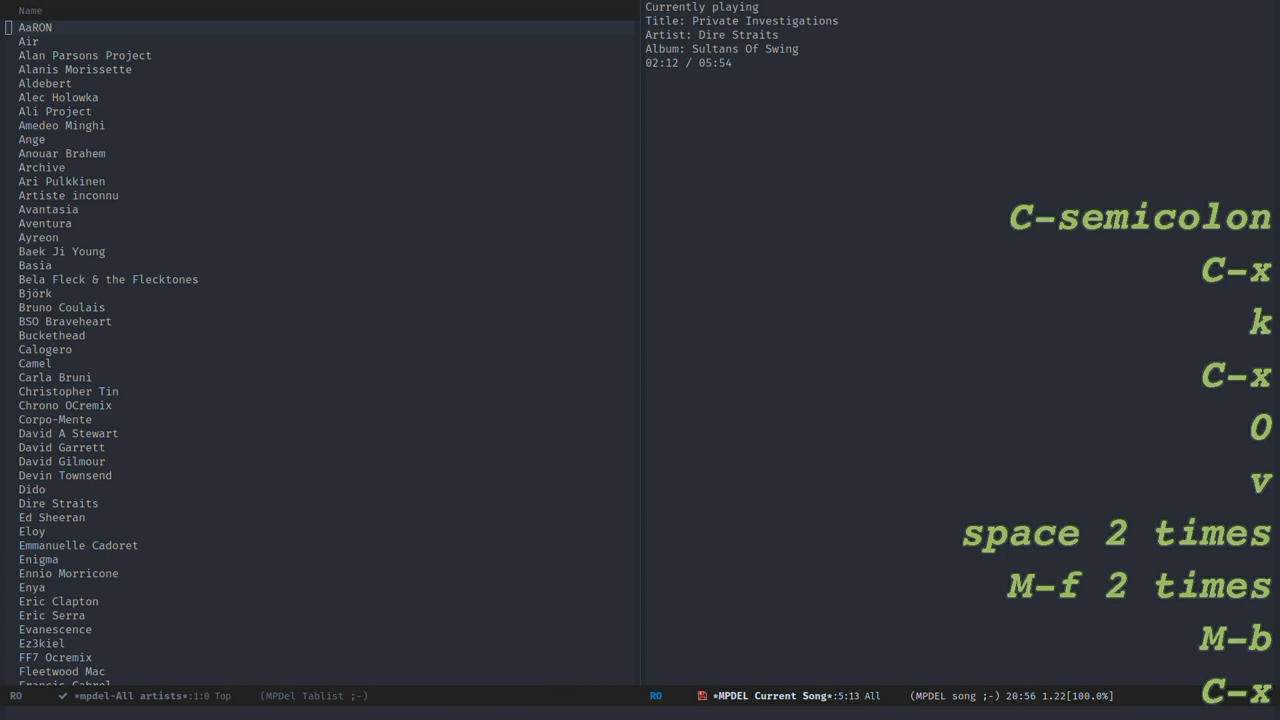 Name
AaRON
Air
Alan Parsons Project
Alanis Morissette
Aldebert
Alec Holowka
Ali Project
Amedeo Minghi
Ange
Anouar Brahem
Archive
Ari Pulkkinen
Artiste inconnu
Avantasia
Aventura
Ayreon
Baek Ji Young
Basia
Bela Fleck & the Flecktones
Björk
Bruno Coulais
BSO Braveheart
Buckethead
Calogero
Camel
Carla Bruni
Christopher Tin
Chrono OCremix
Corpo-Mente
David A Stewart
David Garrett
David Gilmour
Devin Townsend
Dido
Dire Straits
Ed Sheeran
Eloy
Emmanuelle Cadoret
Enigma
Ennio Morricone
Enya
Eric Clapton
Eric Serra
Evanescence
Ez3kiel
FF7 Ocremix
Fleetwood Mac
Francis Cabrel
RO ✔ *mpdel-All artists*:1:0 Top (MPDel Tablist ;-)
Currently playing
Title: Private Investigations
Artist: Dire Straits
Album: Sultans Of Swing
02:12 / 05:54
C-semicolon
C-x
k
C-x
O
v
space 2 times
M-f 2 times
M-b
C-x
RO *MPDEL Current Song*:5:13 All (MPDEL song ;-) 20:56 1.22[100.0%]